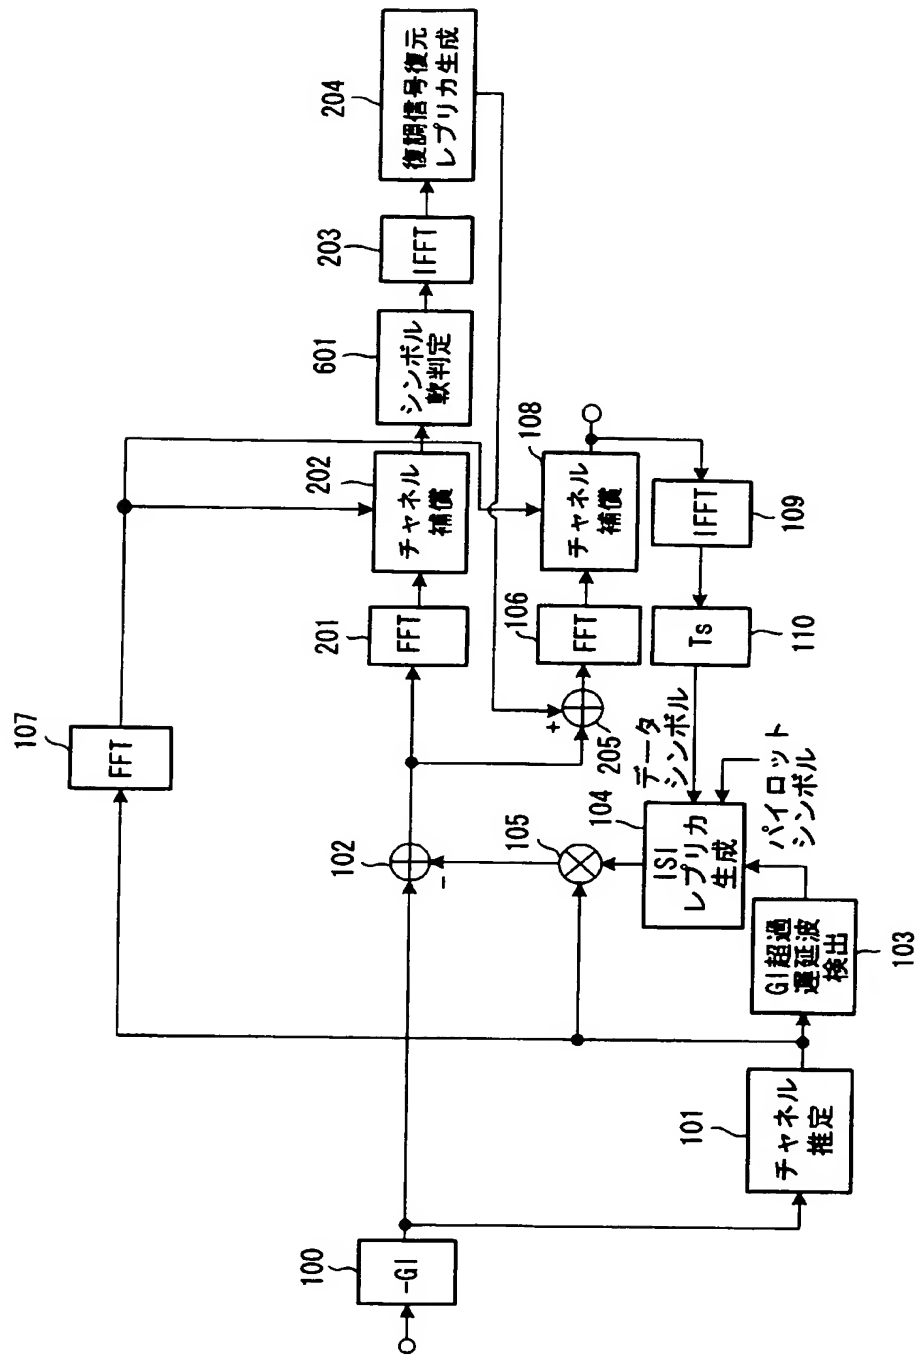 100
-GI
101
チャネル
推定
102
-
103
GI超過
遅延波
検出
104
ISI
レプリカ
生成
データ
シンボル
パイロット
シンボル
105
107
FFT
201
FFT
202
チャネル
補償
601
シンボル
軟判定
203
IFFT
204
復調信号復元
レプリカ生成
+
205
106
FFT
108
チャネル
補償
IFFT
109
Ts
110